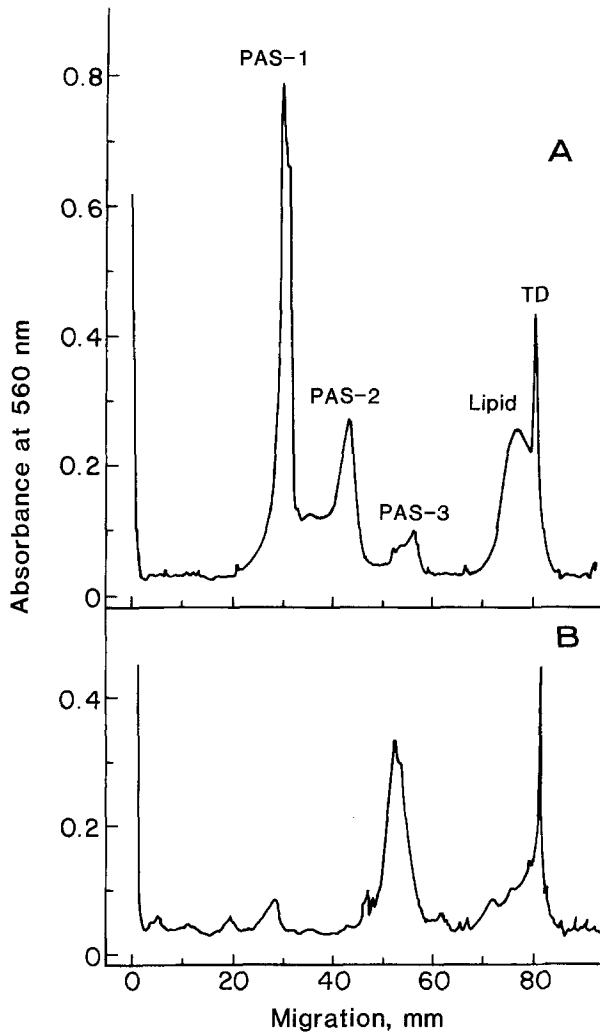 PAS-1
A
0.8
0.6
TD
0.4
PAS-2
Lipid
0.2
PAS-3
0
Absorbance at 560 nm
B
0.4
0.2
0
0 20 40 60 80
Migration, mm